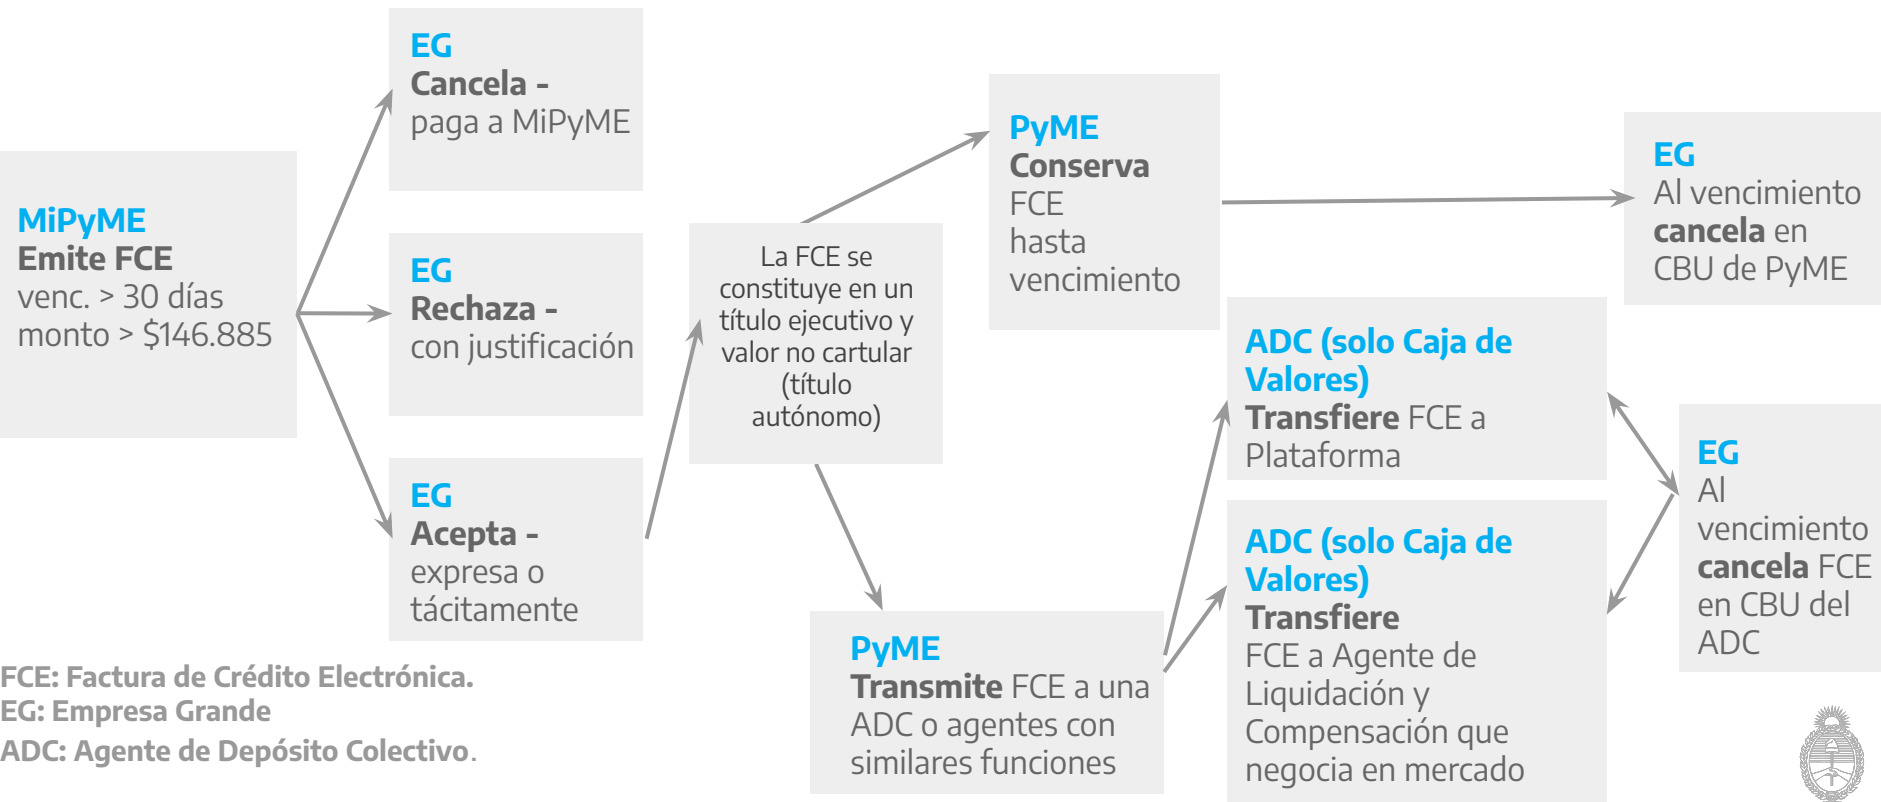 MiPyME
Emite FCE
venc. > 30 días
monto > $146.885
EG
Cancela -
paga a MiPyME
EG
Rechaza -
con justificación
EG
Acepta -
expresa o
tácitamente
La FCE se
constituye en un
título ejecutivo y
valor no cartular
(título
autónomo)
PyME
Conserva
FCE
hasta
vencimiento
EG
Al vencimiento
cancela en
CBU de PyME
PyME
Transmite FCE a una
ADC o agentes con
similares funciones
ADC (solo Caja de
Valores)
Transfiere FCE a
Plataforma
ADC (solo Caja de
Valores)
Transfiere
FCE a Agente de
Liquidación y
Compensación que
negocia en mercado
EG
Al
vencimiento
cancela FCE
en CBU del
ADC
FCE: Factura de Crédito Electrónica.
EG: Empresa Grande
ADC: Agente de Depósito Colectivo.